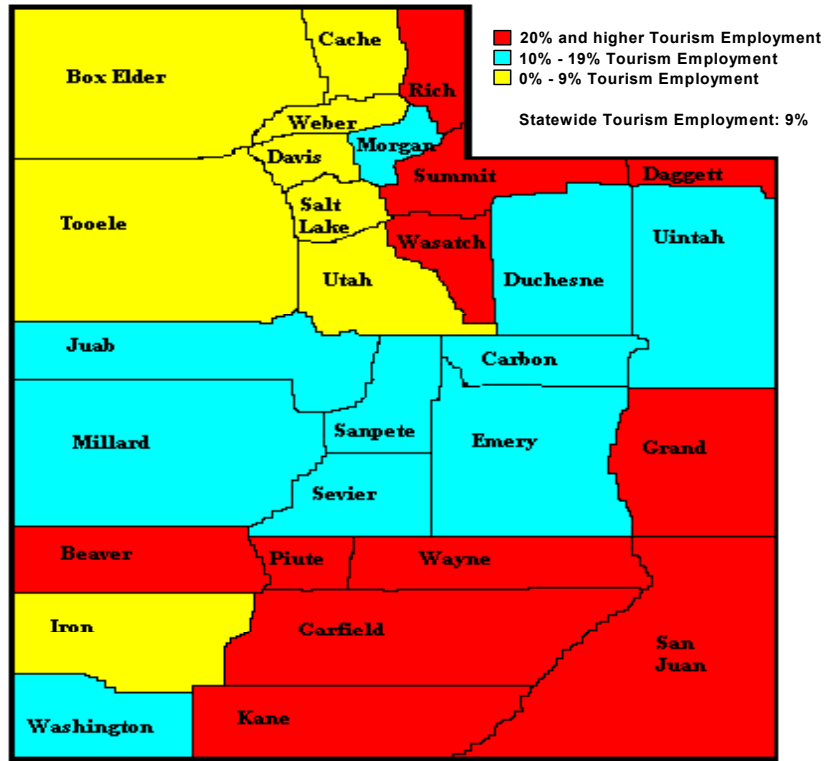 20% and higher Tourism Employment
10% - 19% Tourism Employment
0% - 9% Tourism Employment
Statewide Tourism Employment: 9%
Cache
Box Elder
Rich
Weber
Morgan
Davis
Summit
Daggett
Salt
Lake
Tooele
Wasatch
Uintah
Utah
Duchesne
Juab
Carbon
Sanpete
Emery
Millard
Grand
Sevier
Beaver
Piute
Wayne
Iron
Garfield
San
Juan
Kane
Washington